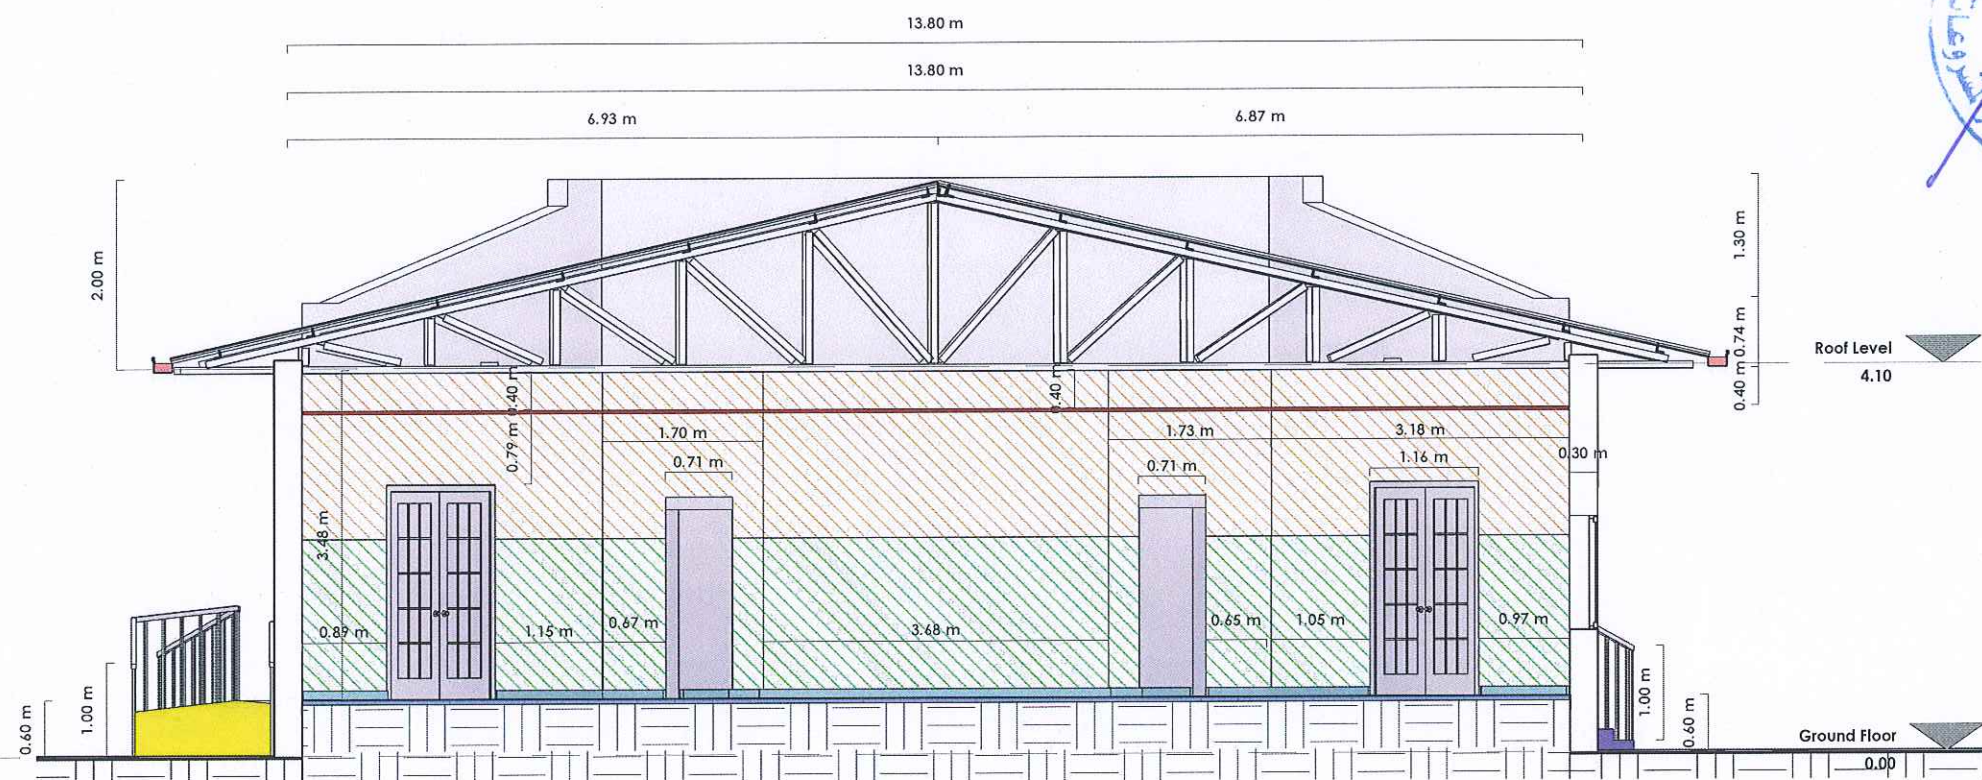 13.80 m
13.80 m
6.93 m
6.87 m
2.00 m
1.30 m
0.74 m
0.40 m
Roof Level
4.10
0.40 m
0.79 m
0.40 m
1.70 m
0.71 m
1.73 m
0.71 m
3.18 m
1.16 m
0.30 m
3.48 m
0.89 m
1.15 m
0.67 m
3.68 m
0.65 m
1.05 m
0.97 m
0.60 m
1.00 m
1.00 m
0.60 m
Ground Floor
0.00